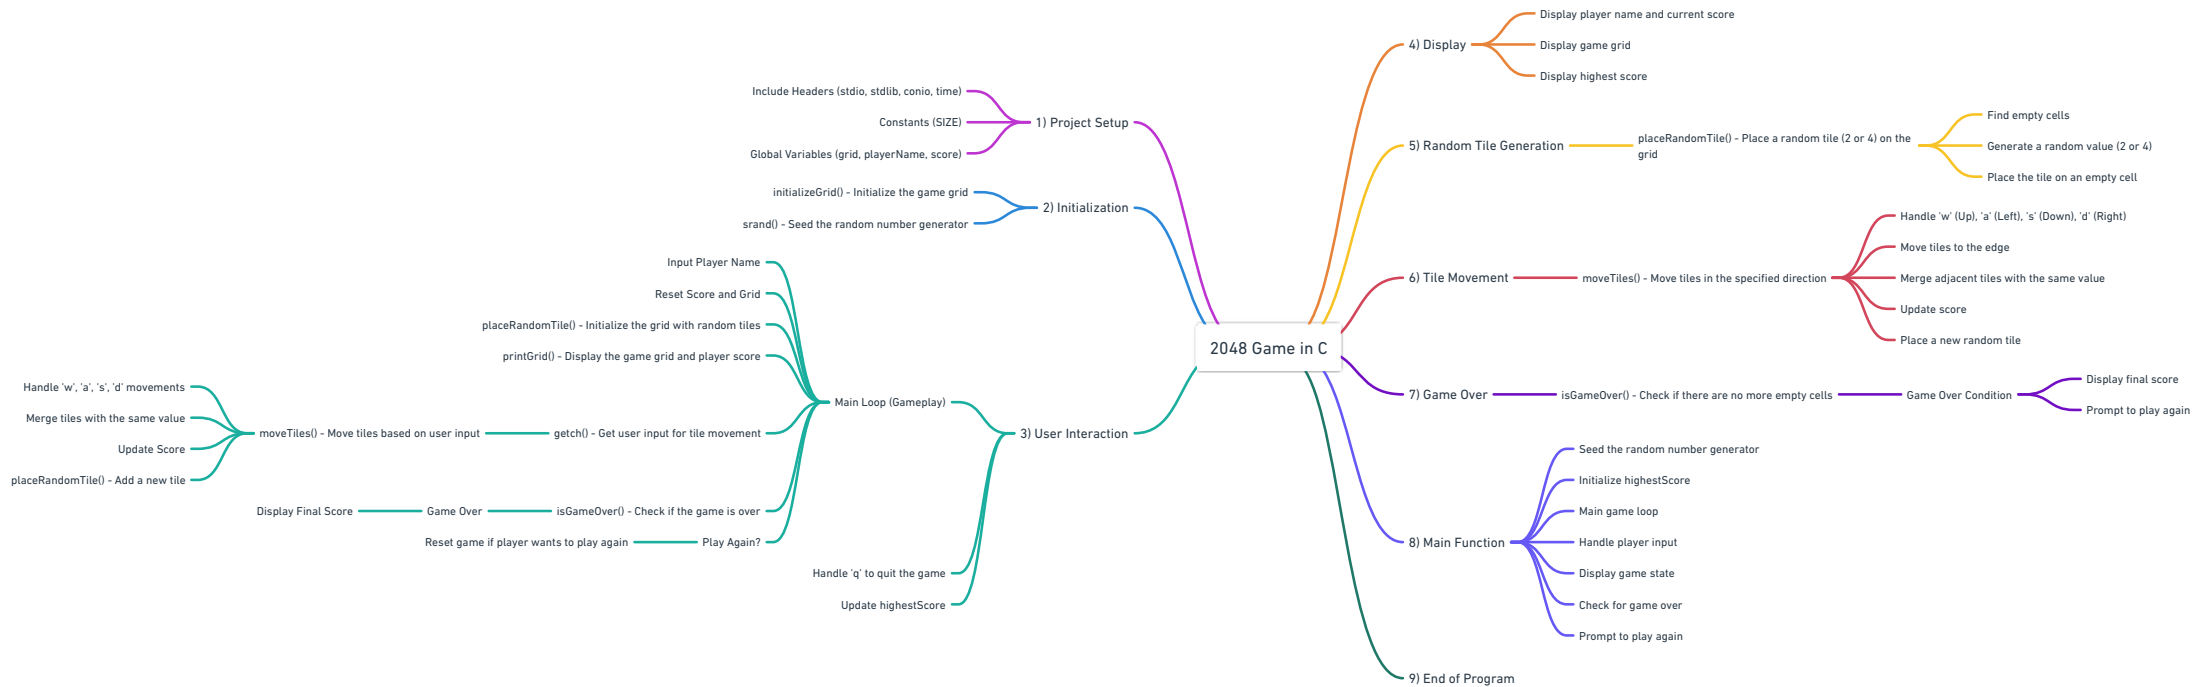 2048 Game in C
1) Project Setup
Include Headers (stdio, stdlib, conio, time)
Constants (SIZE)
Global Variables (grid, playerName, score)
2) Initialization
initializeGrid() - Initialize the game grid
srand() - Seed the random number generator
3) User Interaction
Main Loop (Gameplay)
Input Player Name
Reset Score and Grid
placeRandomTile() - Initialize the grid with random tiles
printGrid() - Display the game grid and player score
getch() - Get user input for tile movement
moveTiles() - Move tiles based on user input
Handle 'w', 'a', 's', 'd' movements
Merge tiles with the same value
Update Score
placeRandomTile() - Add a new tile
isGameOver() - Check if the game is over
Game Over
Display Final Score
Play Again?
Reset game if player wants to play again
Handle 'q' to quit the game
Update highestScore
4) Display
Display player name and current score
Display game grid
Display highest score
5) Random Tile Generation
placeRandomTile() - Place a random tile (2 or 4) on the
grid
Find empty cells
Generate a random value (2 or 4)
Place the tile on an empty cell
6) Tile Movement
moveTiles() - Move tiles in the specified direction
Handle 'w' (Up), 'a' (Left), 's' (Down), 'd' (Right)
Move tiles to the edge
Merge adjacent tiles with the same value
Update score
Place a new random tile
7) Game Over
isGameOver() - Check if there are no more empty cells
Game Over Condition
Display final score
Prompt to play again
8) Main Function
Seed the random number generator
Initialize highestScore
Main game loop
Handle player input
Display game state
Check for game over
Prompt to play again
9) End of Program